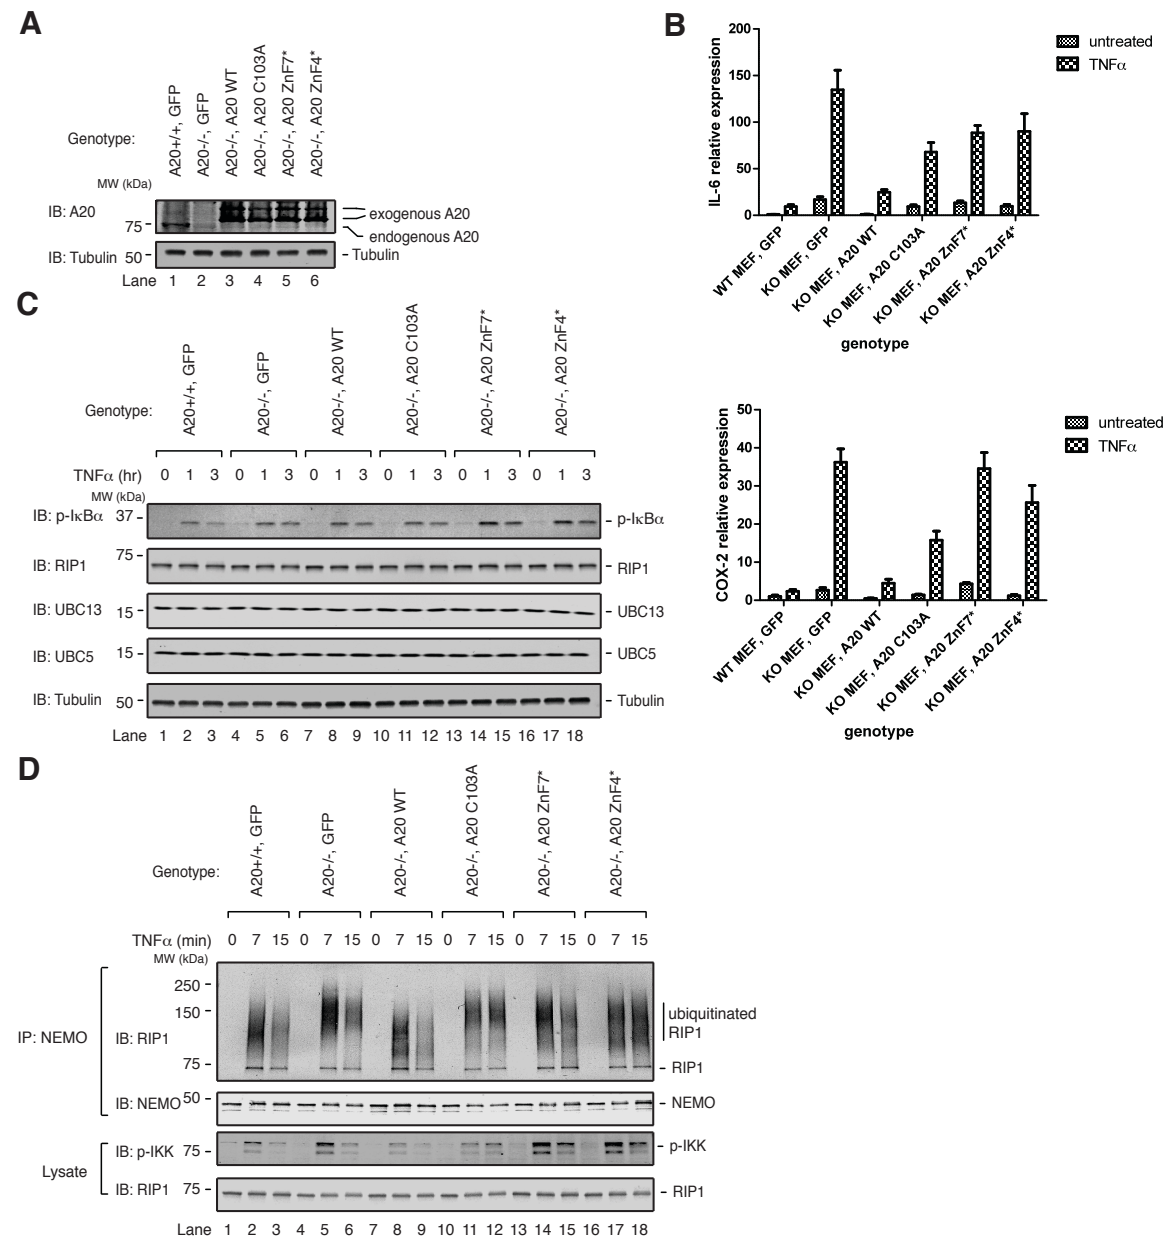 A
Genotype:
A20+/+, GFP
A20-/-, GFP
A20-/-, A20 WT
A20-/-, A20 C103A
A20-/-, A20 ZnF7*
A20-/-, A20 ZnF4*
MW (kDa)
IB: A20
75 -
exogenous A20
endogenous A20
IB: Tubulin 50 -
- Tubulin
Lane 1 2 3 4 5 6
B
IL-6 relative expression
200
150
100
50
0
untreated
TNFα
WT MEF, GFP
KO MEF, GFP
KO MEF, A20 WT
KO MEF, A20 C103A
KO MEF, A20 ZnF7*
KO MEF, A20 ZnF4*
genotype
COX-2 relative expression
50
40
30
20
10
0
untreated
TNFα
WT MEF, GFP
KO MEF, GFP
KO MEF, A20 WT
KO MEF, A20 C103A
KO MEF, A20 ZnF7*
KO MEF, A20 ZnF4*
genotype
C
Genotype:
A20+/+, GFP
A20-/-, GFP
A20-/-, A20 WT
A20-/-, A20 C103A
A20-/-, A20 ZnF7*
A20-/-, A20 ZnF4*
TNFα (hr) 0 1 3 0 1 3 0 1 3 0 1 3 0 1 3 0 1 3
MW (kDa)
IB: p-IκBα 37 - - p-IκBα
75 -
IB: RIP1 - RIP1
IB: UBC13 15 - - UBC13
IB: UBC5 15 - - UBC5
IB: Tubulin 50 - - Tubulin
Lane 1 2 3 4 5 6 7 8 9 10 11 12 13 14 15 16 17 18
D
Genotype:
A20+/+, GFP
A20-/-, GFP
A20-/-, A20 WT
A20-/-, A20 C103A
A20-/-, A20 ZnF7*
A20-/-, A20 ZnF4*
TNFα (min) 0 7 15 0 7 15 0 7 15 0 7 15 0 7 15 0 7 15
MW (kDa)
250 -
150 -
ubiquitinated
RIP1
IP: NEMO
IB: RIP1
75 -
- RIP1
IB: NEMO 50 - - NEMO
Lysate
IB: p-IKK 75 - - p-IKK
IB: RIP1 75 - - RIP1
Lane 1 2 3 4 5 6 7 8 9 10 11 12 13 14 15 16 17 18